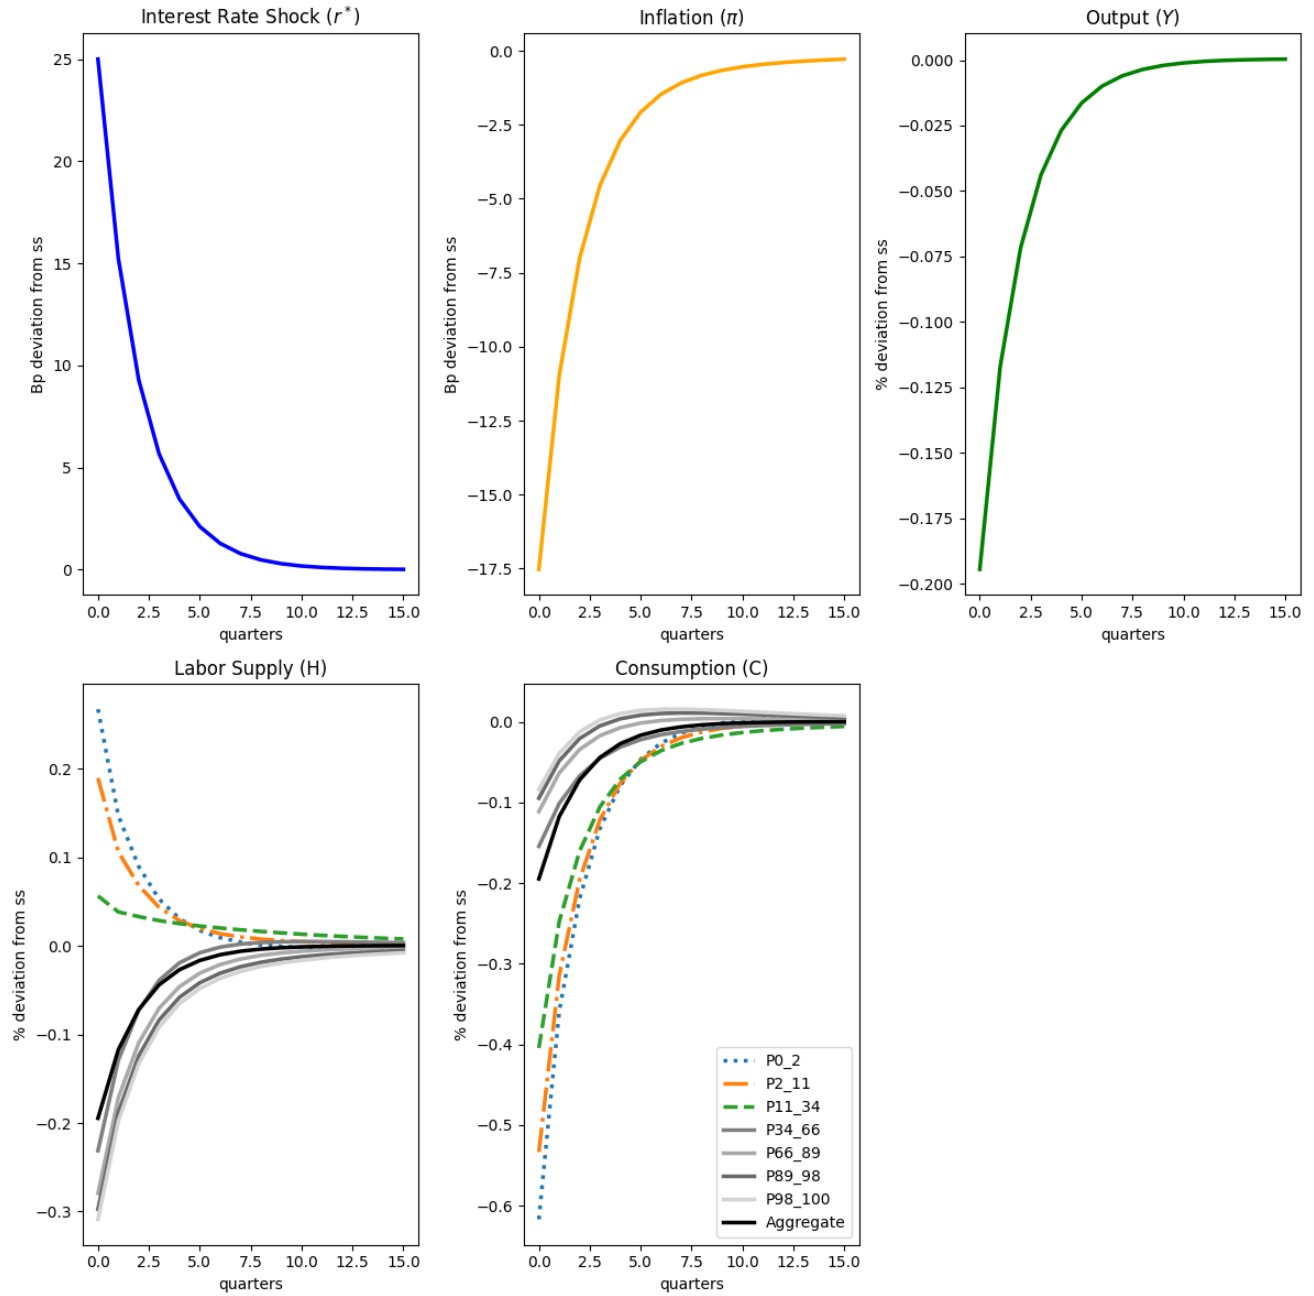 Interest Rate Shock (r*)
Bp deviation from ss
25
20
15
10
5
0
0.0 2.5 5.0 7.5 10.0 12.5 15.0
quarters
Inflation (π)
Bp deviation from ss
0.0
−2.5
−5.0
−7.5
−10.0
−12.5
−15.0
−17.5
0.0 2.5 5.0 7.5 10.0 12.5 15.0
quarters
Output (Y)
% deviation from ss
0.000
−0.025
−0.050
−0.075
−0.100
−0.125
−0.150
−0.175
−0.200
0.0 2.5 5.0 7.5 10.0 12.5 15.0
quarters
Labor Supply (H)
% deviation from ss
0.2
0.1
0.0
−0.1
−0.2
−0.3
0.0 2.5 5.0 7.5 10.0 12.5 15.0
quarters
Consumption (C)
% deviation from ss
0.0
−0.1
−0.2
−0.3
−0.4
−0.5
−0.6
P0_2
P2_11
P11_34
P34_66
P66_89
P89_98
P98_100
Aggregate
0.0 2.5 5.0 7.5 10.0 12.5 15.0
quarters